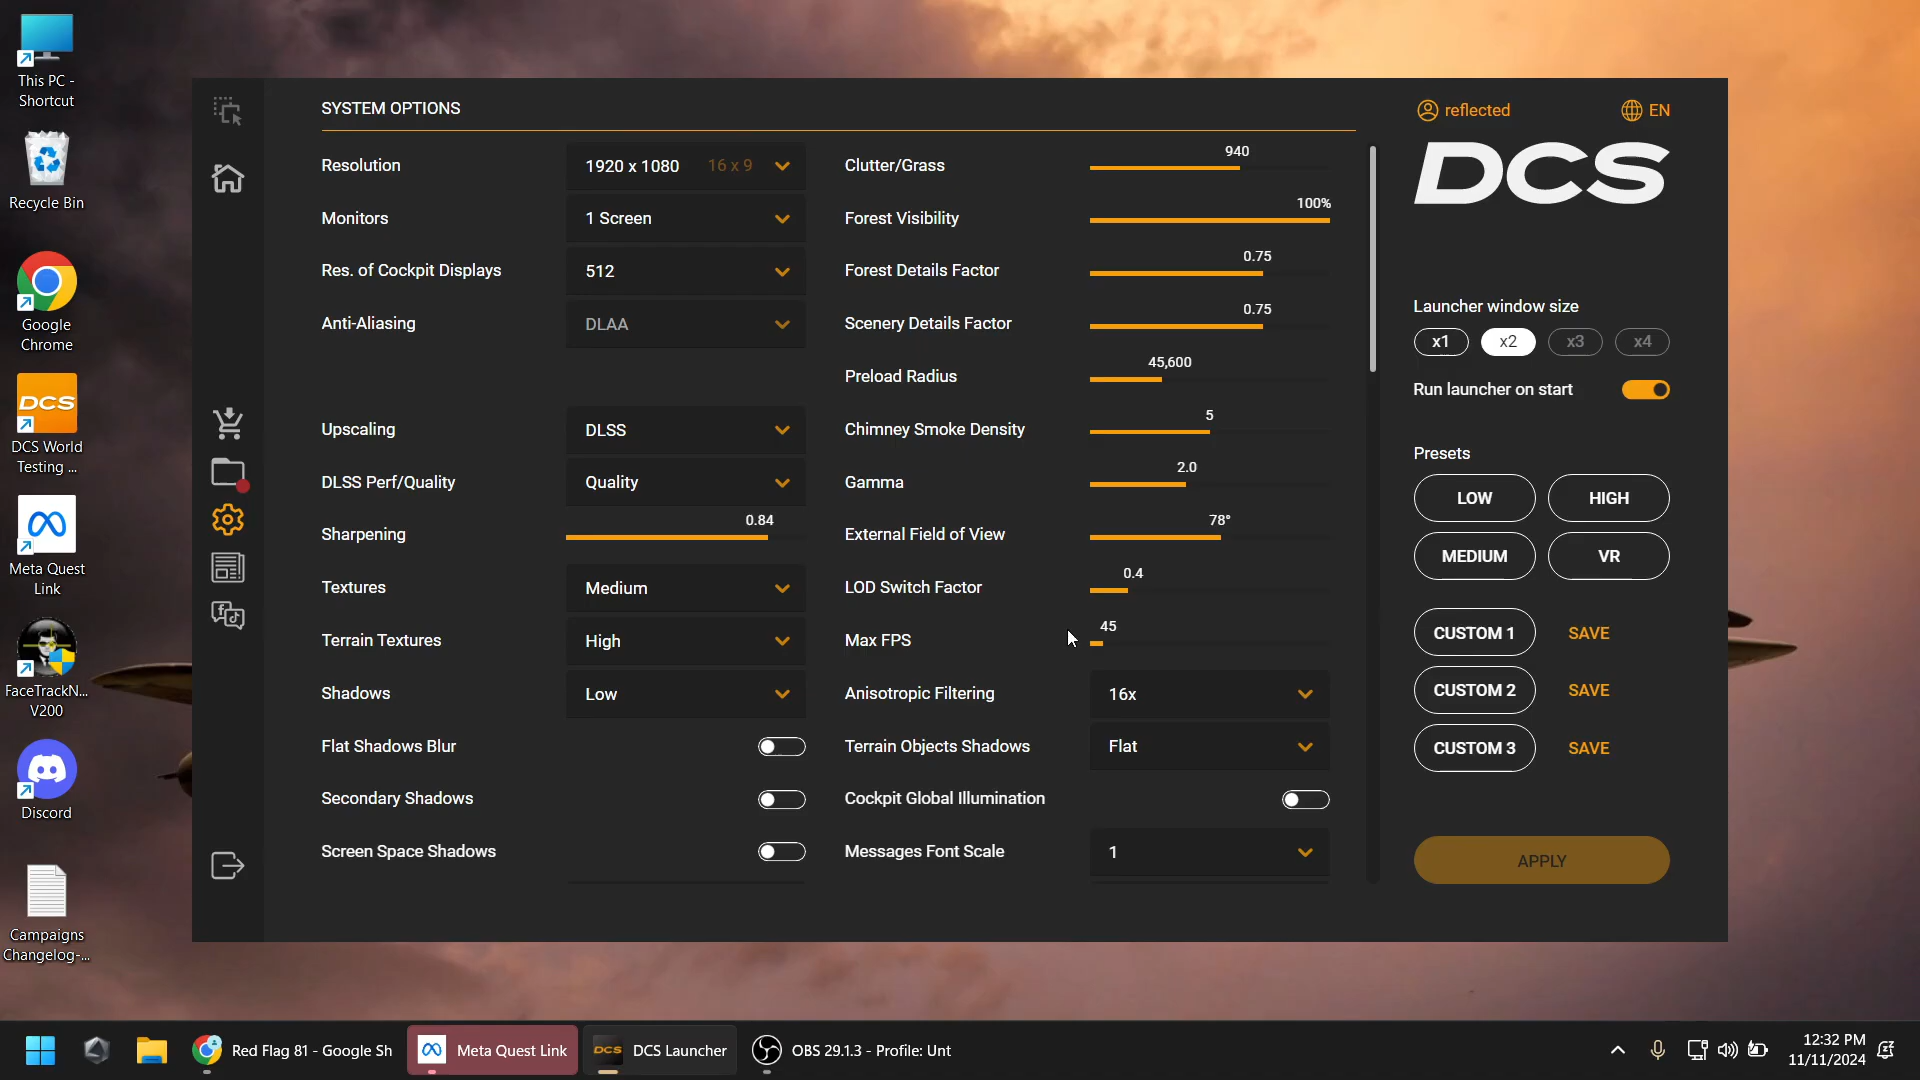 This PC -
Shortcut
Recycle Bin
Google
Chrome
DCS
DCS World
Testing ...
Meta Quest
Link
FaceTrackN...
V200
Discord
Campaigns
Changelog-...
SYSTEM OPTIONS
Resolution
1920 x 1080 16 x 9
Monitors
1 Screen
Res. of Cockpit Displays
512
Anti-Aliasing
DLAA
Upscaling
DLSS
DLSS Perf/Quality
Quality
Sharpening
0.84
Textures
Medium
Terrain Textures
High
Shadows
Low
Flat Shadows Blur
Secondary Shadows
Screen Space Shadows
Clutter/Grass
940
Forest Visibility
100%
Forest Details Factor
0.75
Scenery Details Factor
0.75
Preload Radius
45,600
Chimney Smoke Density
5
Gamma
2.0
External Field of View
78°
LOD Switch Factor
0.4
Max FPS
45
Anisotropic Filtering
16x
Terrain Objects Shadows
Flat
Cockpit Global Illumination
Messages Font Scale
1
reflected
EN
DCS
Launcher window size
x1 x2 x3 x4
Run launcher on start
Presets
LOW HIGH
MEDIUM VR
CUSTOM 1 SAVE
CUSTOM 2 SAVE
CUSTOM 3 SAVE
APPLY
Red Flag 81 - Google Sh
Meta Quest Link
DCS
DCS Launcher
OBS 29.1.3 - Profile: Unt
12:32 PM
11/11/2024